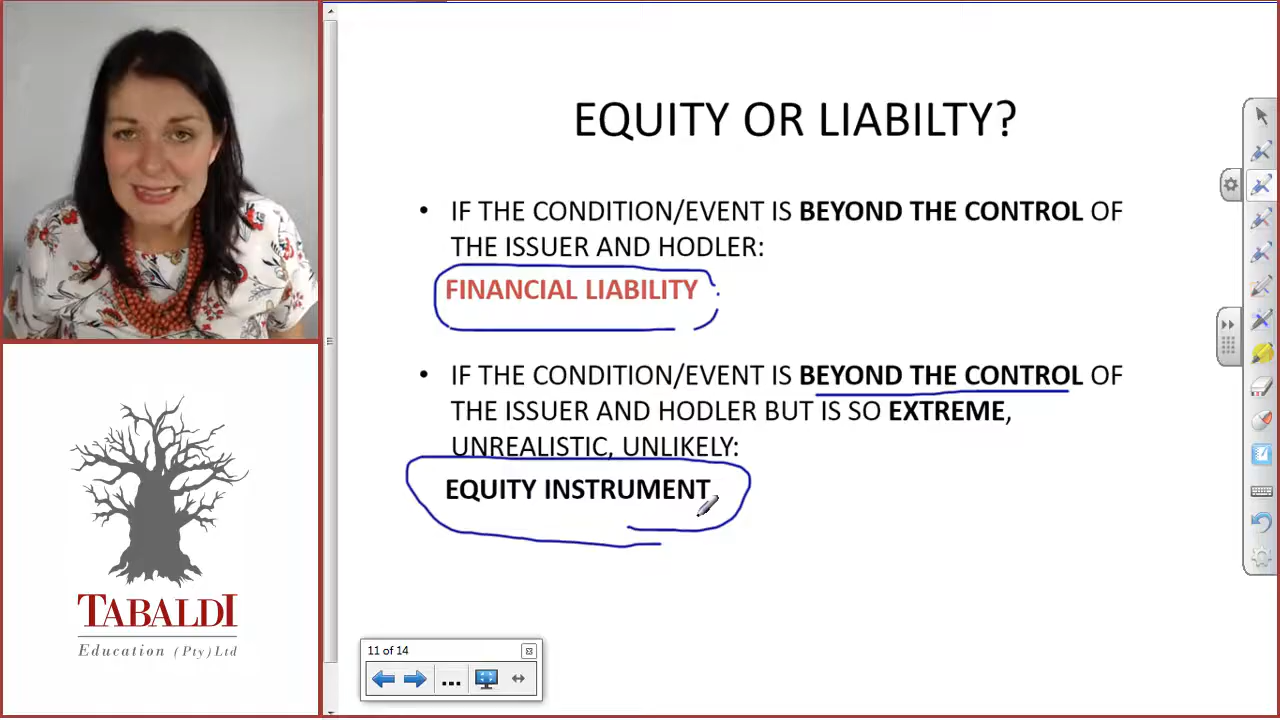 EQUITY OR LIABILTY?
• IF THE CONDITION/EVENT IS BEYOND THE CONTROL OF
THE ISSUER AND HODLER:
FINANCIAL LIABILITY
• IF THE CONDITION/EVENT IS BEYOND THE CONTROL OF
THE ISSUER AND HODLER BUT IS SO EXTREME,
UNREALISTIC, UNLIKELY:
EQUITY INSTRUMENT
TABALDI
Education (Pty) Ltd
11 of 14